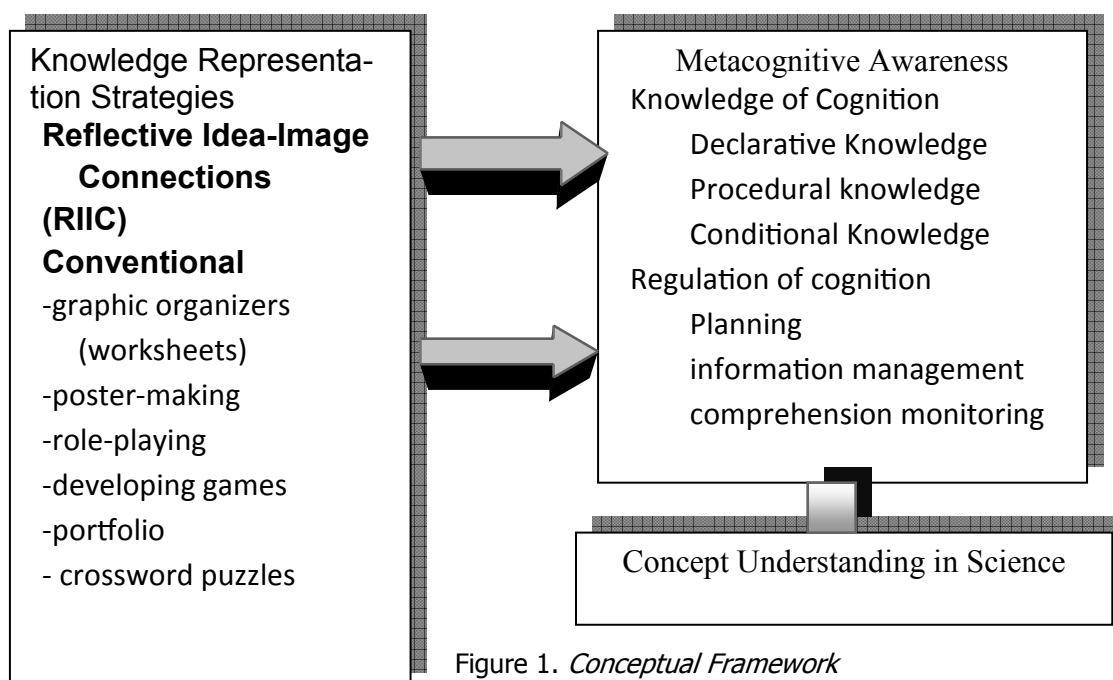 Knowledge Representa-
tion Strategies
Reflective Idea-Image
Connections
(RIIC)
Conventional
-graphic organizers
(worksheets)
-poster-making
-role-playing
-developing games
-portfolio
- crossword puzzles
Metacognitive Awareness
Knowledge of Cognition
Declarative Knowledge
Procedural knowledge
Conditional Knowledge
Regulation of cognition
Planning
information management
comprehension monitoring
Concept Understanding in Science
Figure 1. Conceptual Framework